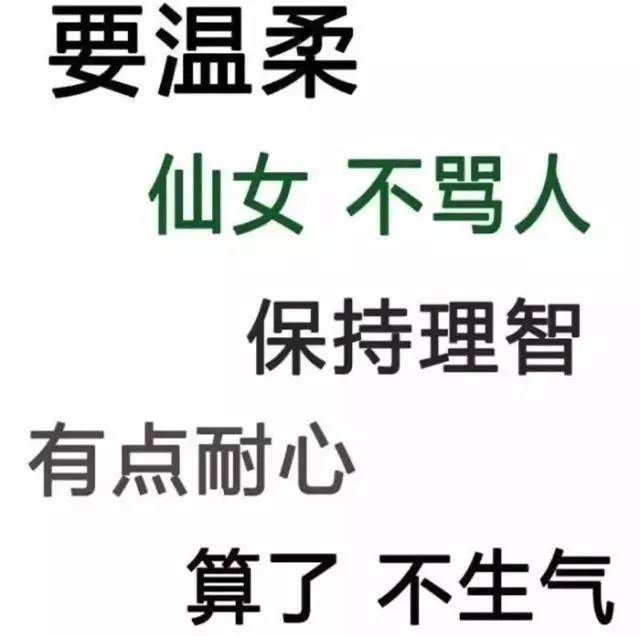 要温柔
仙女 不骂人
保持理智
有点耐心
算了 不生气